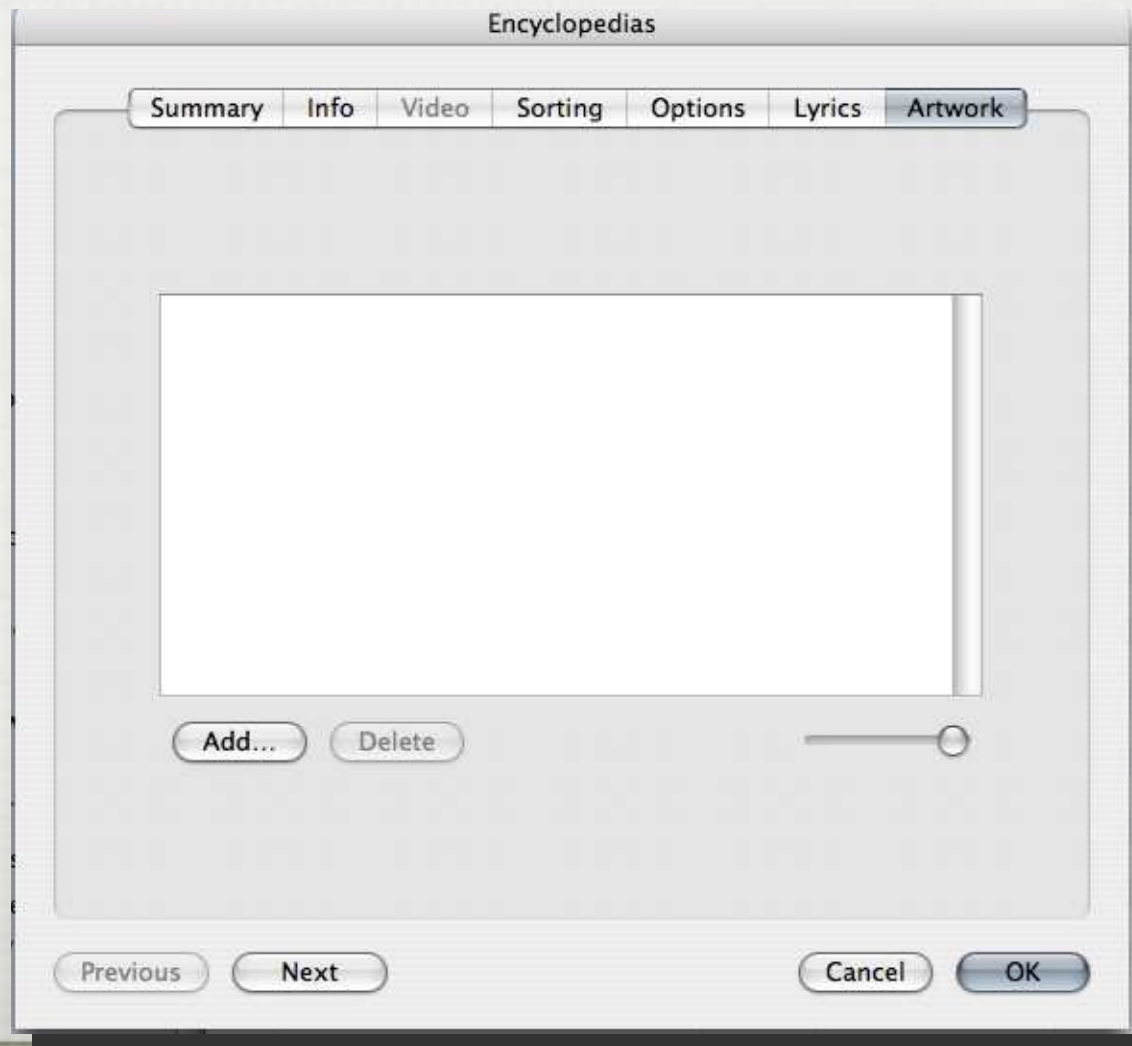 Encyclopedias
Summary Info Video Sorting Options Lyrics Artwork
Add... Delete
Previous Next Cancel OK